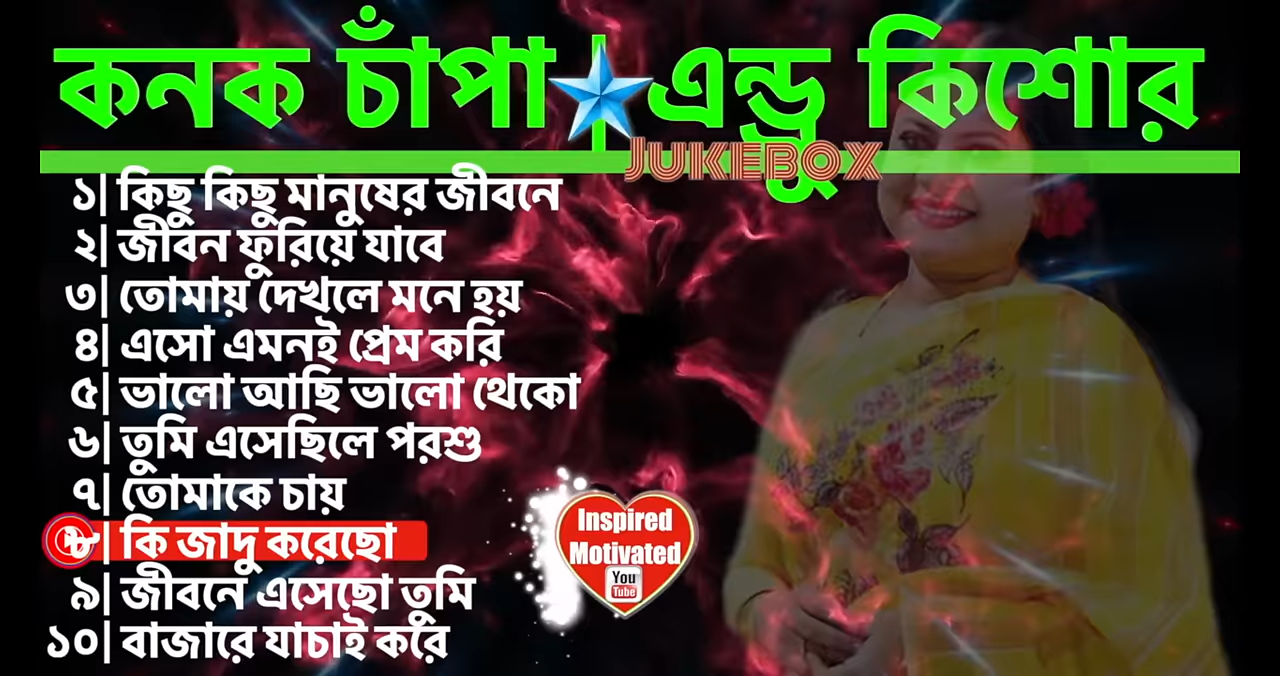 কনক চাঁপা | এন্ড্রু কিশোর
JUKEBOX
১| কিছু কিছু মানুষের জীবনে
২| জীবন ফুরিয়ে যাবে
৩| তোমায় দেখলে মনে হয়
৪| এসো এমনই প্রেম করি
৫| ভালো আছি ভালো থেকো
৬| তুমি এসেছিলে পরশু
৭| তোমাকে চায়
৮| কি জাদু করেছো
৯| জীবনে এসেছো তুমি
১০| বাজারে যাচাই করে
Inspired
Motivated
You
Tube